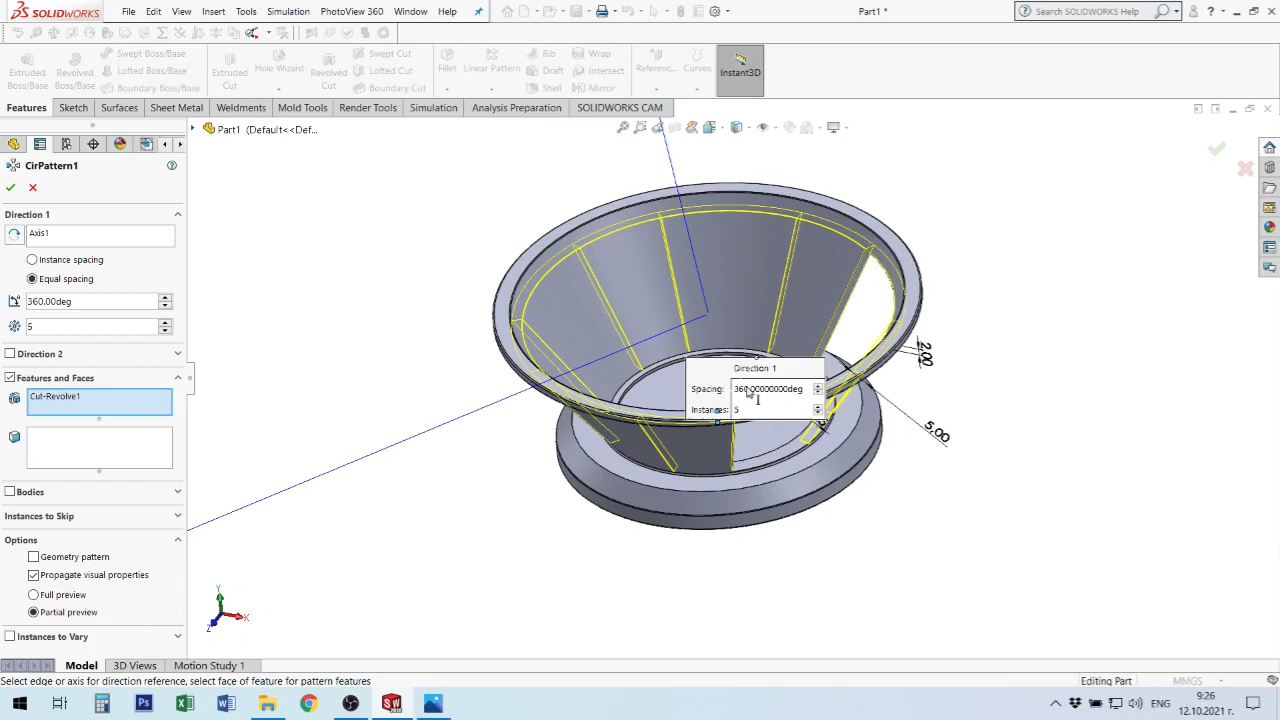 SOLIDWORKS
File Edit View Insert Tools Simulation PhotoView 360 Window Help
Part1 *
Search SOLIDWORKS Help
Extruded Boss/Base
Revolved Boss/Base
Swept Boss/Base
Lofted Boss/Base
Boundary Boss/Base
Extruded Cut
Hole Wizard
Revolved Cut
Swept Cut
Lofted Cut
Boundary Cut
Fillet
Linear Pattern
Rib
Draft
Shell
Wrap
Intersect
Mirror
Referenc...
Curves
Instant3D
Features Sketch Surfaces Sheet Metal Weldments Mold Tools Render Tools Simulation Analysis Preparation SOLIDWORKS CAM
Part1 (Default<<Def...
CirPattern1
Direction 1
Axis1
Instance spacing
Equal spacing
360.00deg
5
Direction 2
Features and Faces
Cut-Revolve1
Bodies
Instances to Skip
Options
Geometry pattern
Propagate visual properties
Full preview
Partial preview
Instances to Vary
Direction 1
Spacing: 360.00000000deg
Instances: 5
2,00
5,00
Y
X
Z
Model 3D Views Motion Study 1
Select edge or axis for direction reference, select face of feature for pattern features
Editing Part
MMGS
9:26
12.10.2021 г.